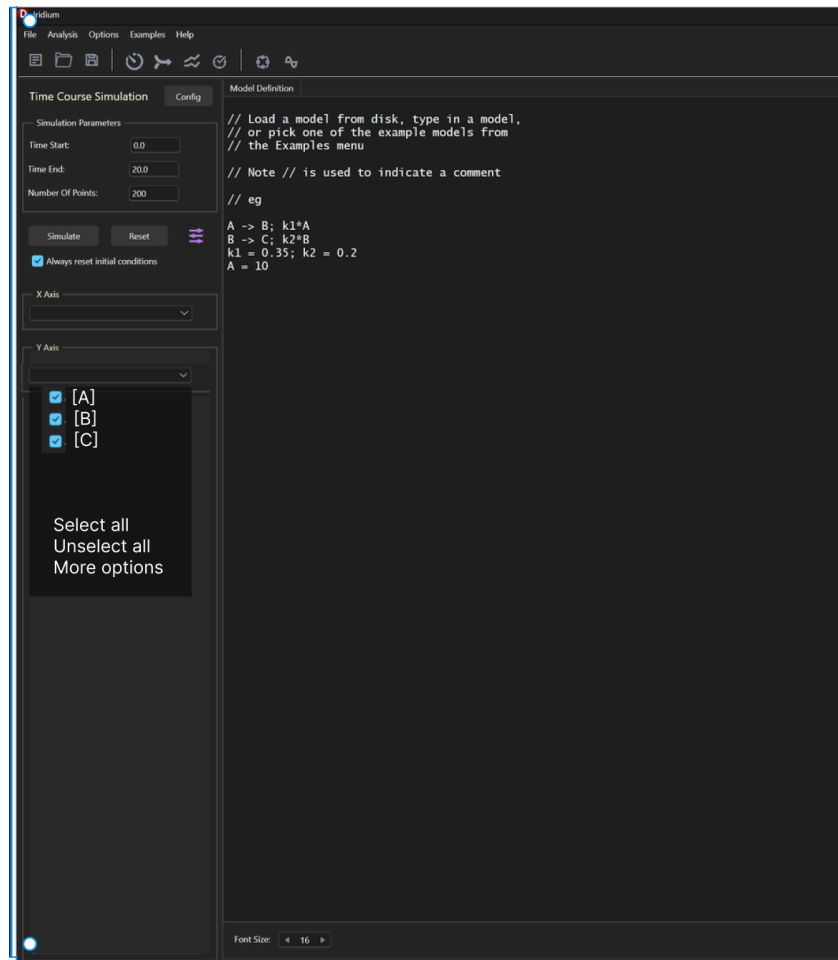 Iridium
File Analysis Options Examples Help
Time Course Simulation Config
Simulation Parameters
Time Start: 0.0
Time End: 20.0
Number Of Points: 200
Simulate Reset
Always reset initial conditions
X Axis
Y Axis
[A]
[B]
[C]
Select all
Unselect all
More options
Model Definition
// Load a model from disk, type in a model,
// or pick one of the example models from
// the Examples menu
// Note // is used to indicate a comment
// eg
A -> B; k1*A
B -> C; k2*B
k1 = 0.35; k2 = 0.2
A = 10
Font Size: 16